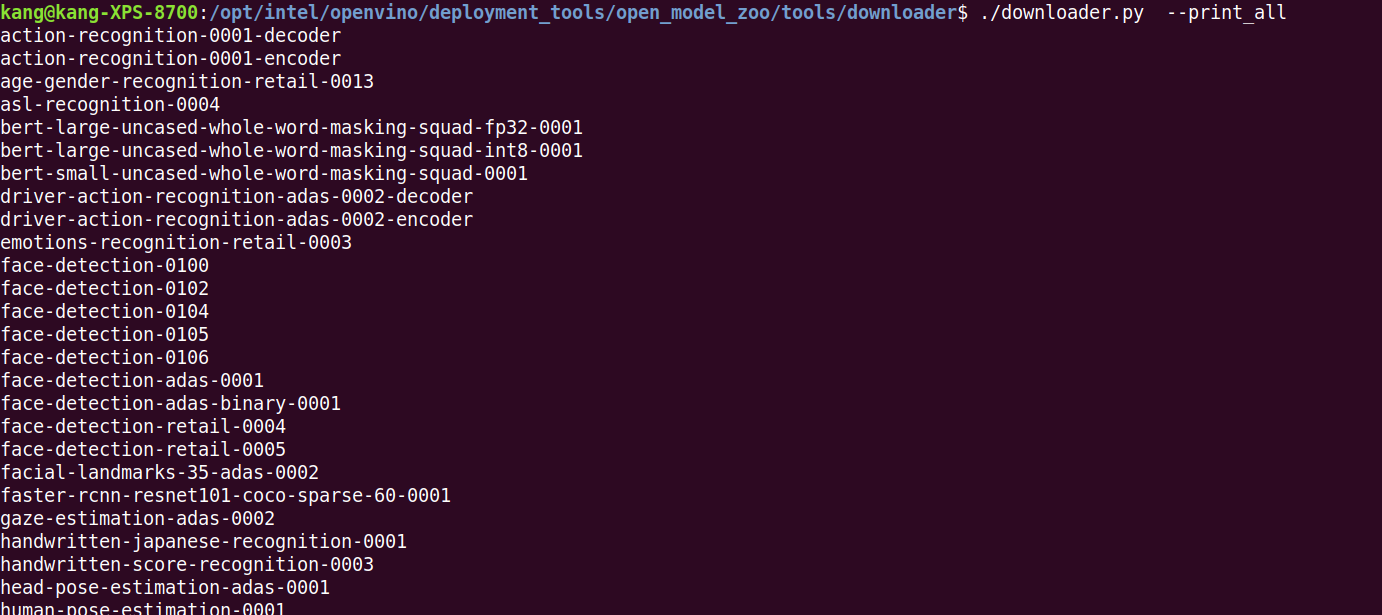 kang@kang-XPS-8700:/opt/intel/openvino/deployment_tools/open_model_zoo/tools/downloader$ ./downloader.py  --print_all
action-recognition-0001-decoder
action-recognition-0001-encoder
age-gender-recognition-retail-0013
asl-recognition-0004
bert-large-uncased-whole-word-masking-squad-fp32-0001
bert-large-uncased-whole-word-masking-squad-int8-0001
bert-small-uncased-whole-word-masking-squad-0001
driver-action-recognition-adas-0002-decoder
driver-action-recognition-adas-0002-encoder
emotions-recognition-retail-0003
face-detection-0100
face-detection-0102
face-detection-0104
face-detection-0105
face-detection-0106
face-detection-adas-0001
face-detection-adas-binary-0001
face-detection-retail-0004
face-detection-retail-0005
facial-landmarks-35-adas-0002
faster-rcnn-resnet101-coco-sparse-60-0001
gaze-estimation-adas-0002
handwritten-japanese-recognition-0001
handwritten-score-recognition-0003
head-pose-estimation-adas-0001
human-pose-estimation-0001